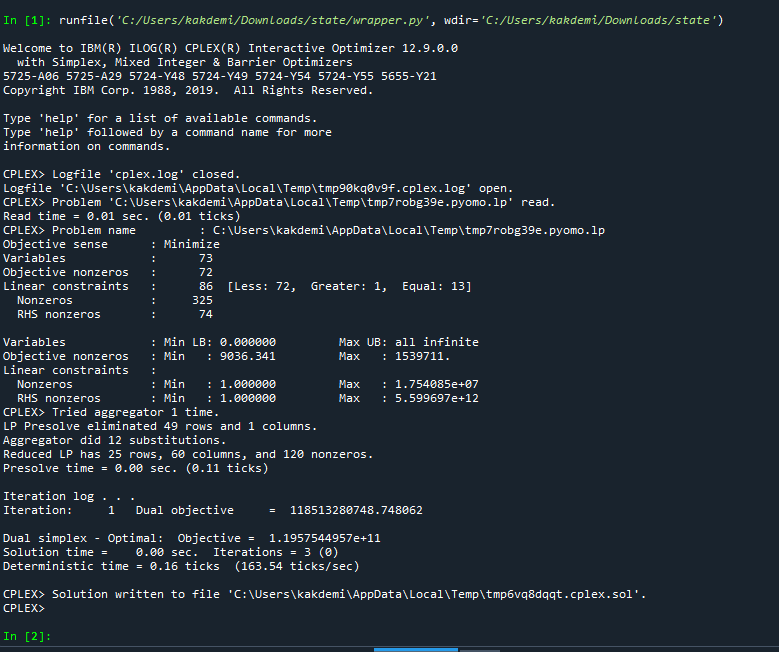 In [1]: runfile('C:/Users/kakdemi/Downloads/state/wrapper.py', wdir='C:/Users/kakdemi/Downloads/state')
Welcome to IBM(R) ILOG(R) CPLEX(R) Interactive Optimizer 12.9.0.0
with Simplex, Mixed Integer & Barrier Optimizers
5725-A06 5725-A29 5724-Y48 5724-Y49 5724-Y54 5724-Y55 5655-Y21
Copyright IBM Corp. 1988, 2019.  All Rights Reserved.
Type 'help' for a list of available commands.
Type 'help' followed by a command name for more
information on commands.
CPLEX> Logfile 'cplex.log' closed.
Logfile 'C:\Users\kakdemi\AppData\Local\Temp\tmp90kq0v9f.cplex.log' open.
CPLEX> Problem 'C:\Users\kakdemi\AppData\Local\Temp\tmp7robg39e.pyomo.lp' read.
Read time = 0.01 sec. (0.01 ticks)
CPLEX> Problem name         : C:\Users\kakdemi\AppData\Local\Temp\tmp7robg39e.pyomo.lp
Objective sense      : Minimize
Variables            :      73
Objective nonzeros   :      72
Linear constraints   :      86  [Less: 72,  Greater: 1,  Equal: 13]
Nonzeros           :     325
RHS nonzeros       :      74
Variables            : Min LB: 0.000000         Max UB: all infinite
Objective nonzeros   : Min   : 9036.341         Max   : 1539711.
Linear constraints   :
Nonzeros           : Min   : 1.000000         Max   : 1.754085e+07
RHS nonzeros       : Min   : 1.000000         Max   : 5.599697e+12
CPLEX> Tried aggregator 1 time.
LP Presolve eliminated 49 rows and 1 columns.
Aggregator did 12 substitutions.
Reduced LP has 25 rows, 60 columns, and 120 nonzeros.
Presolve time = 0.00 sec. (0.11 ticks)
Iteration log . . .
Iteration:     1   Dual objective     =  118513280748.748062
Dual simplex - Optimal:  Objective =  1.1957544957e+11
Solution time =    0.00 sec.  Iterations = 3 (0)
Deterministic time = 0.16 ticks  (163.54 ticks/sec)
CPLEX> Solution written to file 'C:\Users\kakdemi\AppData\Local\Temp\tmp6vq8dqqt.cplex.sol'.
CPLEX>
In [2]: